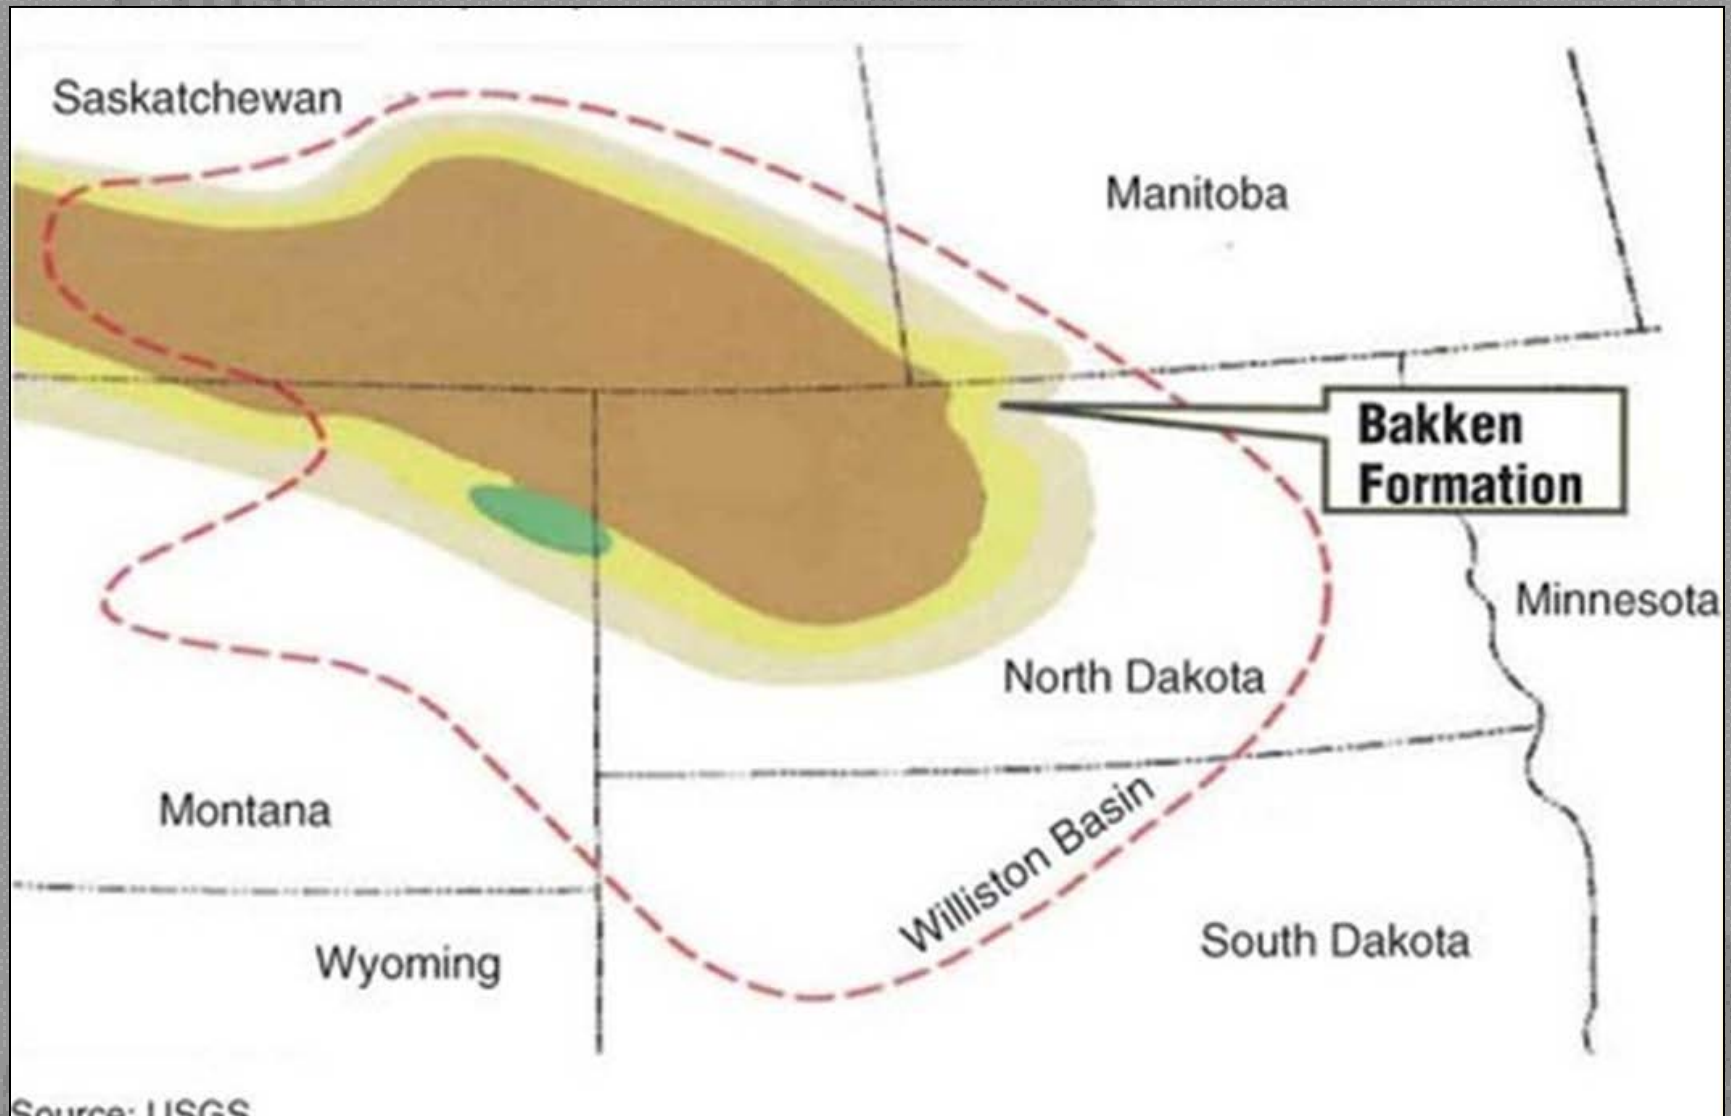 Saskatchewan
Manitoba
Bakken
Formation
Minnesota
North Dakota
Montana
Williston Basin
South Dakota
Wyoming
Source: USGS